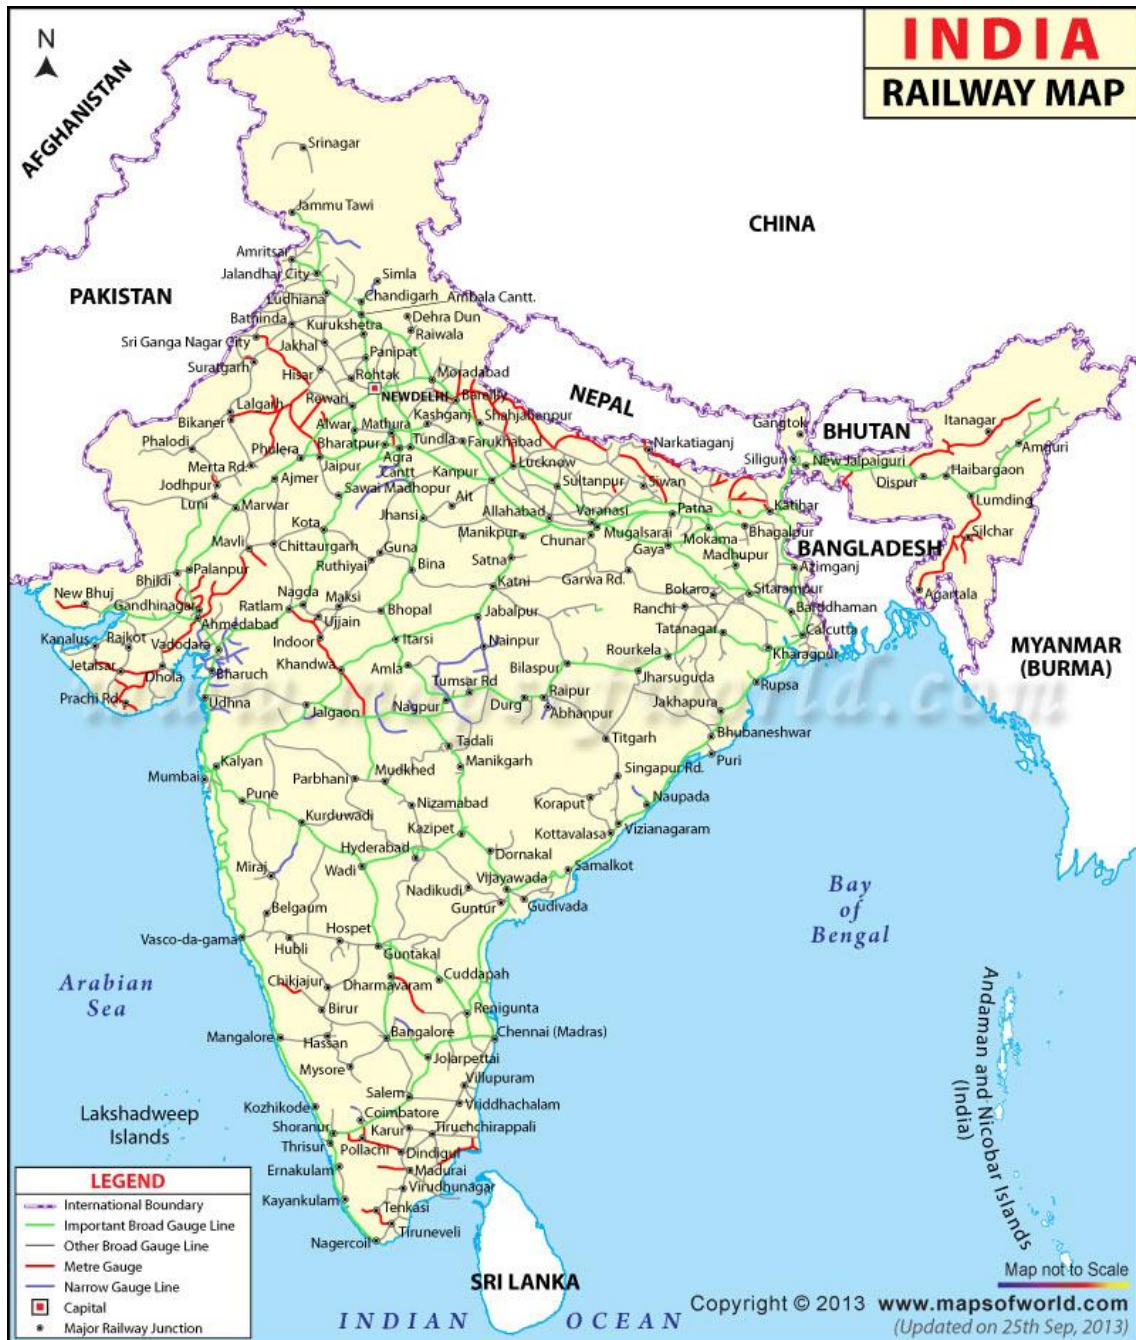 INDIA
RAILWAY MAP
N
AFGHANISTAN
Srinagar
Jammu Tawi
CHINA
Amritsar
Jalandhar City
PAKISTAN
Simla
Ludhiana
Chandigarh
Ambala Cantt.
Bathinda
Kurukshetra
Dehra Dun
Raiwala
Sri Ganga Nagar City
Jakhal
Panipat
Suratgarh
Hisar
Rohtak
Moradabad
NEWDELHI
Bareilly
NEPAL
Lalgarh
Rewari
Kashganj
Shahjahanpur
Bikaner
Alwar
Mathura
Gangtok
BHUTAN
Itanagar
Phalodi
Phulera
Bharatpur
Tundla
Farukhabad
Narkatiaganj
Amguri
Siliguri
New Jalpaiguri
Merta Rd.
Jaipur
Agra
Cantt
Kanpur
Lucknow
Haibargaon
Dispur
Jodhpur
Ajmer
Sawai Madhopur
Ait
Sultanpur
Siwan
Lumding
Luni
Marwar
Kota
Jhansi
Allahabad
Varanasi
Patna
Katihar
Manikpur
Chunar
Mugalsarai
Mokama
Bhagalpur
Silchar
Mavli
Chittaurgarh
Guna
Gaya
Madhupur
BANGLADESH
Ruthiyai
Bina
Satna
Azimganj
Bhildi
Palanpur
Katni
Garwa Rd.
New Bhuj
Nagda
Maksi
Bokaro
Sitarampur
Agartala
Gandhinagar
Ratlam
Bhopal
Jabalpur
Ranchi
Barddhaman
Ahmedabad
Ujjain
Kanalus
Rajkot
Vadodara
Indoor
Itarsi
Nainpur
Tatanagar
Calcutta
MYANMAR
(BURMA)
Jetalsar
Khandwa
Amla
Bilaspur
Rourkela
Kharagpur
Dhola
Bharuch
Tumsar Rd
Jharsuguda
Prachi Rd.
Udhna
Jalgaon
Nagpur
Durg
Raipur
Abhanpur
Jakhapura
Rupsa
Titgarh
Bhubaneshwar
Tadali
Kalyan
Manikgarh
Puri
Mumbai
Parbhani
Mudkhed
Singapur Rd.
Pune
Nizamabad
Koraput
Naupada
Kurduwadi
Kazipet
Kottavalasa
Vizianagaram
Hyderabad
Dornakal
Miraj
Wadi
Samalkot
Nadikudi
Vijayawada
Bay
of
Bengal
Belgaum
Guntur
Gudivada
Hospet
Vasco-da-gama
Hubli
Guntakal
Arabian
Sea
Chikjajur
Dharmavaram
Cuddapah
Birur
Renigunta
Mangalore
Hassan
Bangalore
Chennai (Madras)
Mysore
Jolarpettai
Villupuram
Andaman and Nicobar Islands
(India)
Lakshadweep
Islands
Kozhikode
Salem
Vriddhachalam
Coimbatore
Shoranur
Karur
Tiruchchirappali
Thrisur
Pollachi
Dindigul
Ernakulam
Madurai
Kayankulam
Virudhunagar
Tenkasi
Tiruneveli
Nagercoil
SRI LANKA
LEGEND
International Boundary
Important Broad Gauge Line
Other Broad Gauge Line
Metre Gauge
Narrow Gauge Line
Capital
Major Railway Junction
INDIAN OCEAN
Map not to Scale
Copyright © 2013 www.mapsofworld.com
(Updated on 25th Sep, 2013)